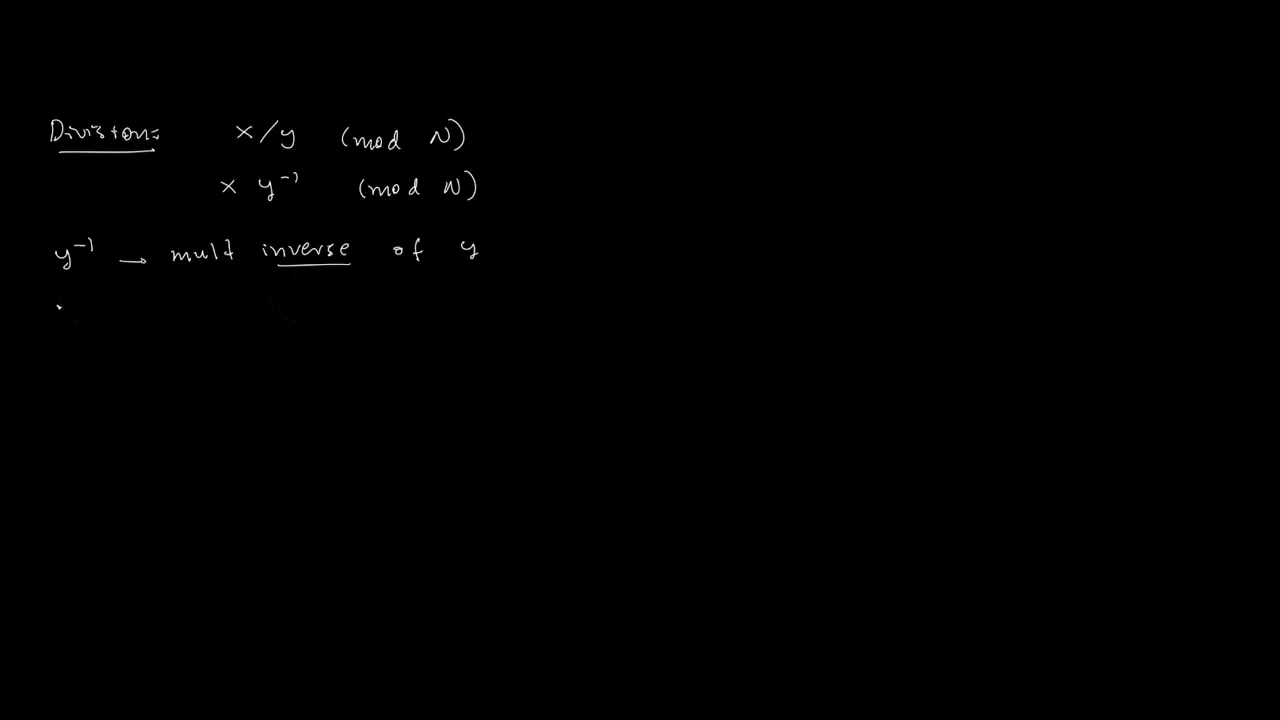 Division: x/y (mod N)
x y⁻¹ (mod N)
y⁻¹ → mult inverse of y